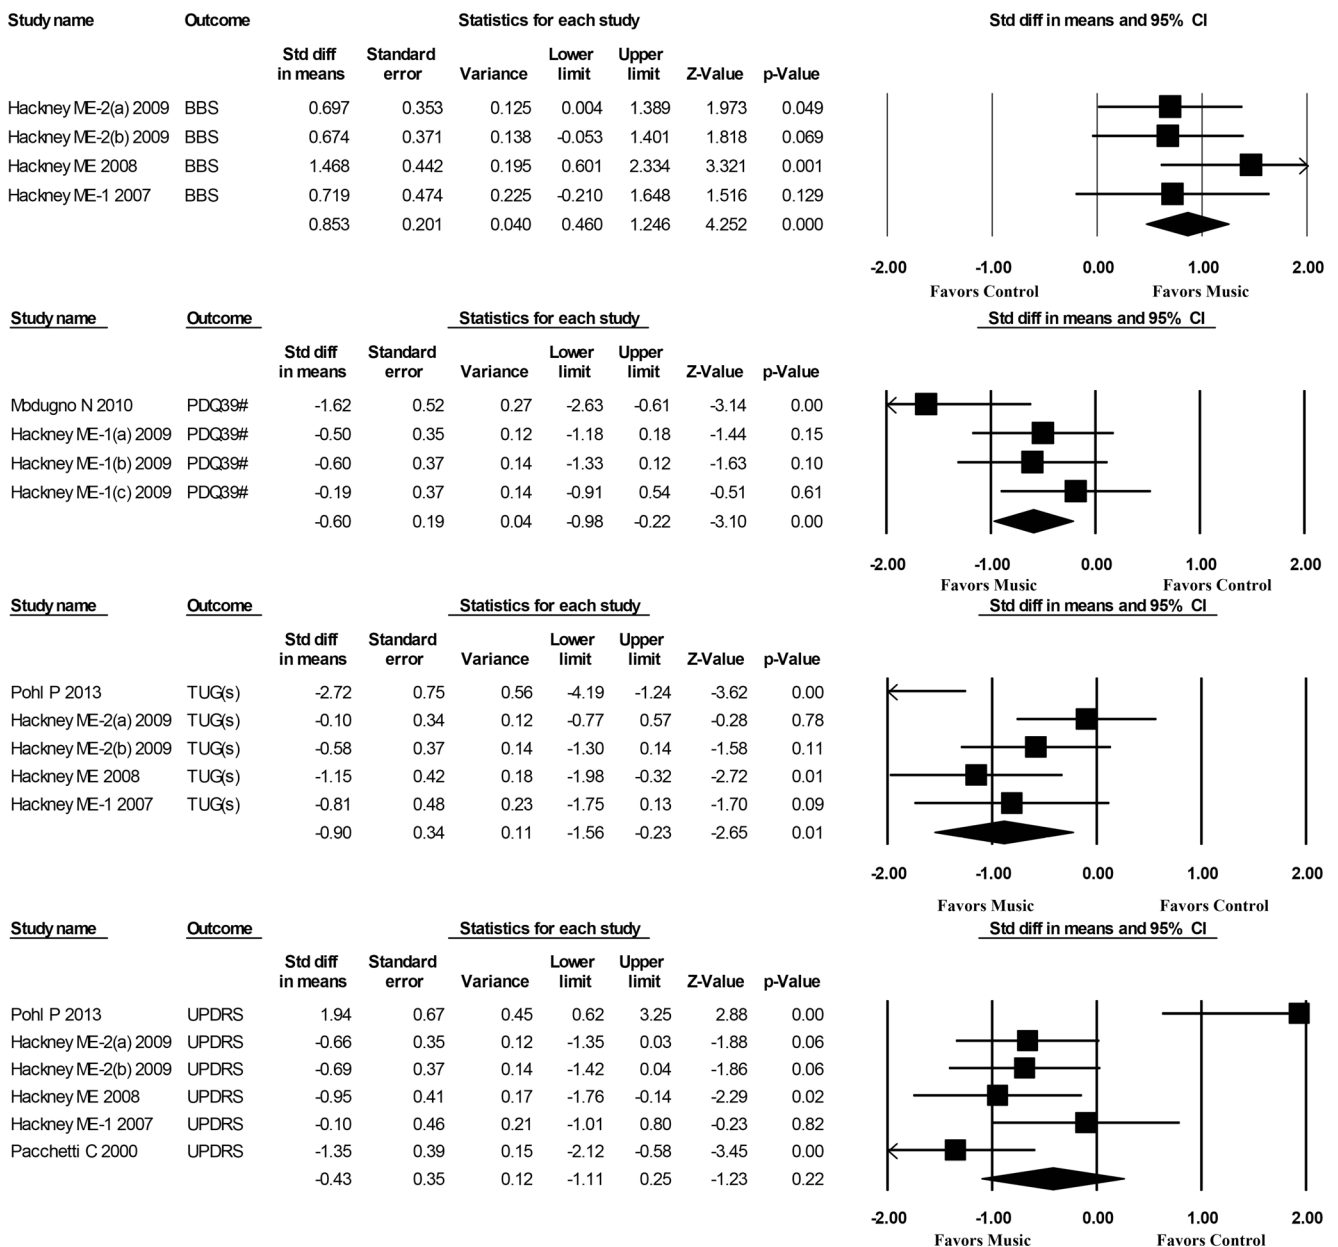 Study name Outcome Statistics for each study Std diff in means and 95% CI
Std diff Standard Lower Upper
in means error Variance limit limit Z-Value p-Value
Hackney ME-2(a) 2009 BBS 0.697 0.353 0.125 0.004 1.389 1.973 0.049
Hackney ME-2(b) 2009 BBS 0.674 0.371 0.138 -0.053 1.401 1.818 0.069
Hackney ME 2008 BBS 1.468 0.442 0.195 0.601 2.334 3.321 0.001
Hackney ME-1 2007 BBS 0.719 0.474 0.225 -0.210 1.648 1.516 0.129
0.853 0.201 0.040 0.460 1.246 4.252 0.000
-2.00 -1.00 0.00 1.00 2.00
Favors Control Favors Music
Study name Outcome Statistics for each study Std diff in means and 95% CI
Std diff Standard Lower Upper
in means error Variance limit limit Z-Value p-Value
Modugno N 2010 PDQ39# -1.62 0.52 0.27 -2.63 -0.61 -3.14 0.00
Hackney ME-1(a) 2009 PDQ39# -0.50 0.35 0.12 -1.18 0.18 -1.44 0.15
Hackney ME-1(b) 2009 PDQ39# -0.60 0.37 0.14 -1.33 0.12 -1.63 0.10
Hackney ME-1(c) 2009 PDQ39# -0.19 0.37 0.14 -0.91 0.54 -0.51 0.61
-0.60 0.19 0.04 -0.98 -0.22 -3.10 0.00
-2.00 -1.00 0.00 1.00 2.00
Favors Music Favors Control
Study name Outcome Statistics for each study Std diff in means and 95% CI
Std diff Standard Lower Upper
in means error Variance limit limit Z-Value p-Value
Pohl P 2013 TUG(s) -2.72 0.75 0.56 -4.19 -1.24 -3.62 0.00
Hackney ME-2(a) 2009 TUG(s) -0.10 0.34 0.12 -0.77 0.57 -0.28 0.78
Hackney ME-2(b) 2009 TUG(s) -0.58 0.37 0.14 -1.30 0.14 -1.58 0.11
Hackney ME 2008 TUG(s) -1.15 0.42 0.18 -1.98 -0.32 -2.72 0.01
Hackney ME-1 2007 TUG(s) -0.81 0.48 0.23 -1.75 0.13 -1.70 0.09
-0.90 0.34 0.11 -1.56 -0.23 -2.65 0.01
-2.00 -1.00 0.00 1.00 2.00
Favors Music Favors Control
Study name Outcome Statistics for each study Std diff in means and 95% CI
Std diff Standard Lower Upper
in means error Variance limit limit Z-Value p-Value
Pohl P 2013 UPDRS 1.94 0.67 0.45 0.62 3.25 2.88 0.00
Hackney ME-2(a) 2009 UPDRS -0.66 0.35 0.12 -1.35 0.03 -1.88 0.06
Hackney ME-2(b) 2009 UPDRS -0.69 0.37 0.14 -1.42 0.04 -1.86 0.06
Hackney ME 2008 UPDRS -0.95 0.41 0.17 -1.76 -0.14 -2.29 0.02
Hackney ME-1 2007 UPDRS -0.10 0.46 0.21 -1.01 0.80 -0.23 0.82
Pacchetti C 2000 UPDRS -1.35 0.39 0.15 -2.12 -0.58 -3.45 0.00
-0.43 0.35 0.12 -1.11 0.25 -1.23 0.22
-2.00 -1.00 0.00 1.00 2.00
Favors Music Favors Control